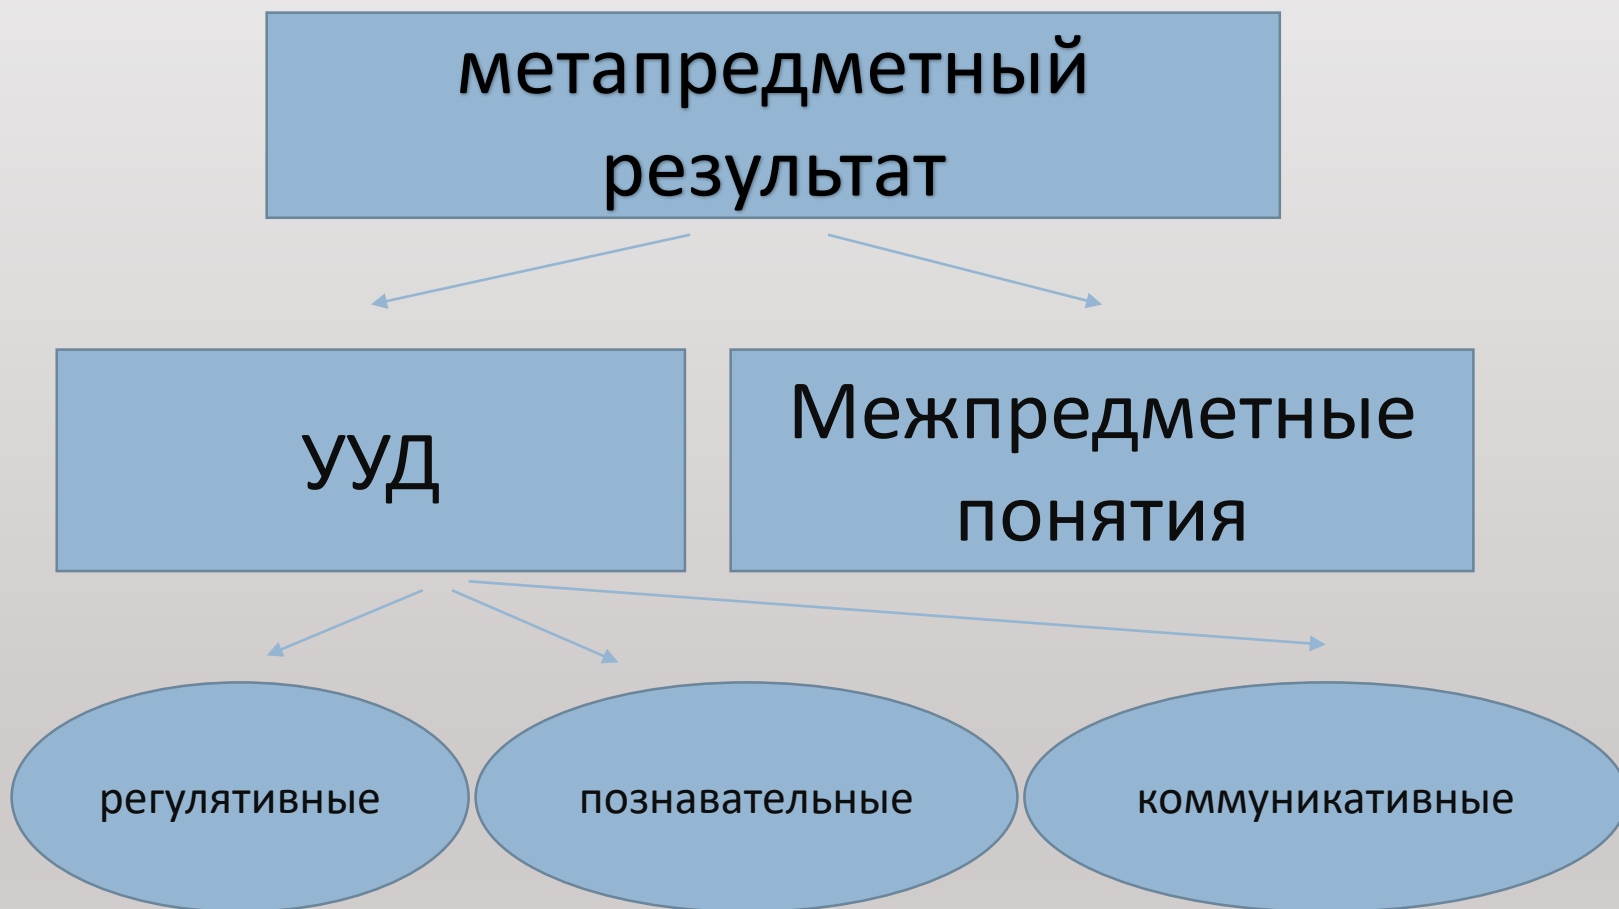 метапредметный
результат
УУД
Межпредметные
понятия
регулятивные
познавательные
коммуникативные